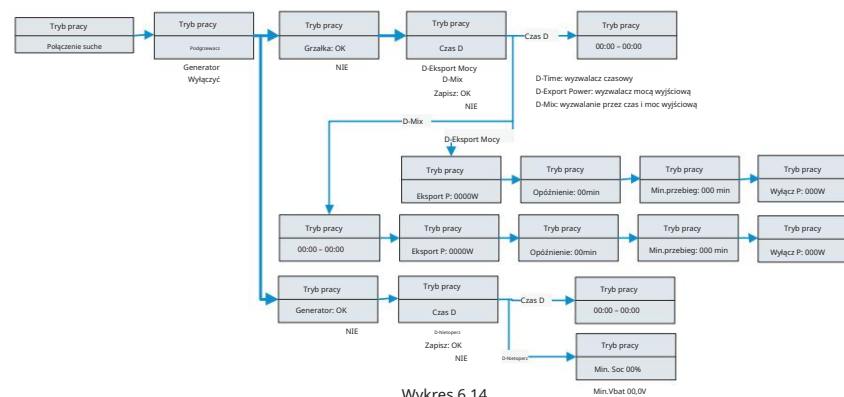 Tryb pracy
Połączenie suche
Tryb pracy
Podgrzewacz
Generator
Wyłączyć
Tryb pracy
Grzałka: OK
NIE
Tryb pracy
Czas D
D-Eksport Mocy
D-Mix
Zapisz: OK
NIE
Czas D
Tryb pracy
00:00 – 00:00
D-Time: wyzwalacz czasowy
D-Export Power: wyzwalacz mocą wyjściową
D-Mix: wyzwalanie przez czas i moc wyjściową
D-Mix
D-Eksport Mocy
Tryb pracy
Eksport P: 0000W
Tryb pracy
Opóźnienie: 00min
Tryb pracy
Min.przebieg: 000 min
Tryb pracy
Wyłącz P: 000W
Tryb pracy
00:00 – 00:00
Tryb pracy
Eksport P: 0000W
Tryb pracy
Opóźnienie: 00min
Tryb pracy
Min.przebieg: 000 min
Tryb pracy
Wyłącz P: 000W
Tryb pracy
Generator: OK
NIE
Tryb pracy
Czas D
D-Nietoperz
Zapisz: OK
NIE
Czas D
Tryb pracy
00:00 – 00:00
D-Nietoperz
Tryb pracy
Min. Soc 00%
Min.Vbat 00,0V
Wykres 6.14